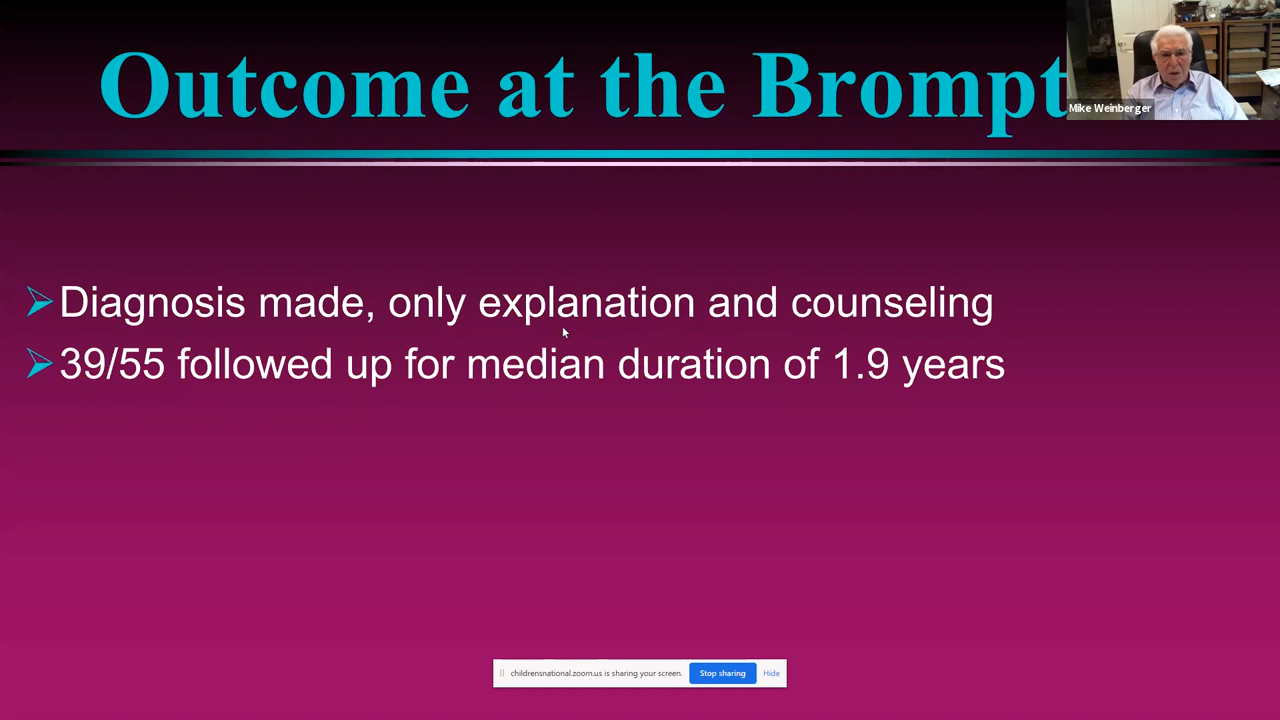 Outcome at the Brompt
Mike Weinberger
Diagnosis made, only explanation and counseling
39/55 followed up for median duration of 1.9 years
childrensnational.zoom.us is sharing your screen. Stop sharing Hide